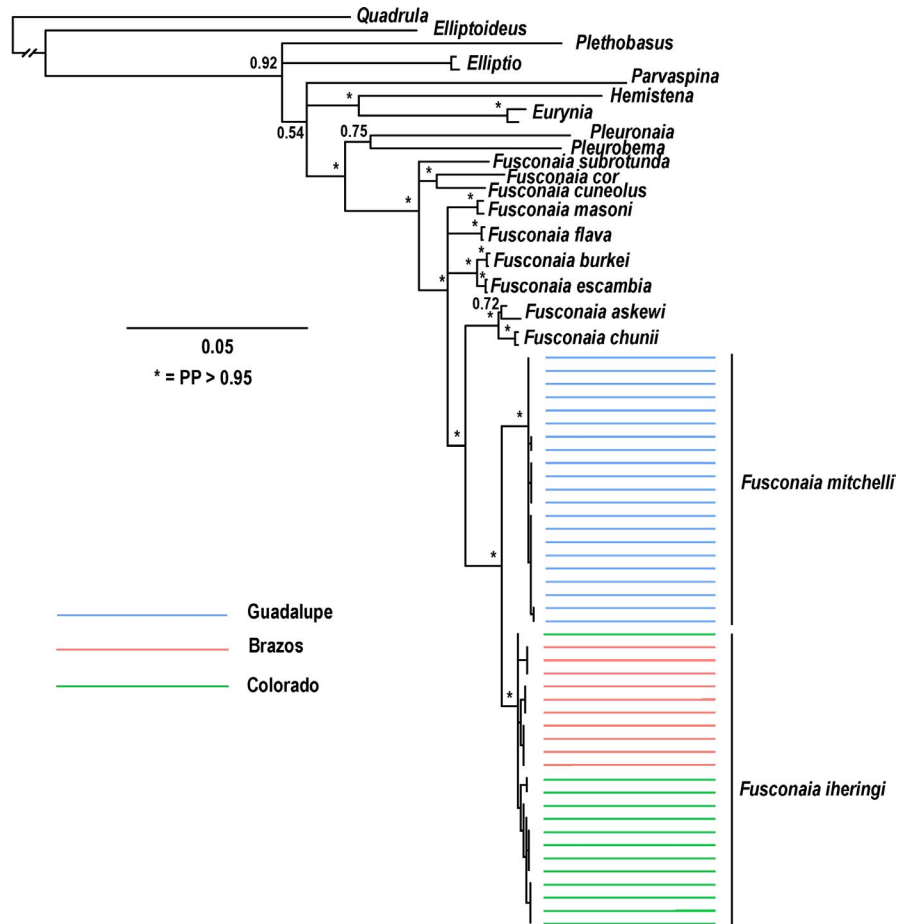 Quadrula
Elliptoideus
Plethobasus
0.92
Elliptio
Parvaspina
*
Hemistena
*
Eurynia
0.54
0.75
Pleuronaia
Pleurobema
*
Fusconaia subrotunda
*
Fusconaia cor
Fusconaia cuneolus
*
*
Fusconaia masoni
*
Fusconaia flava
*
Fusconaia burkei
*
*
*
Fusconaia escambia
0.72
*
Fusconaia askewi
*
Fusconaia chunii
0.05
* = PP > 0.95
*
*
Fusconaia mitchelli
*
Guadalupe
Brazos
Colorado
*
Fusconaia iheringi